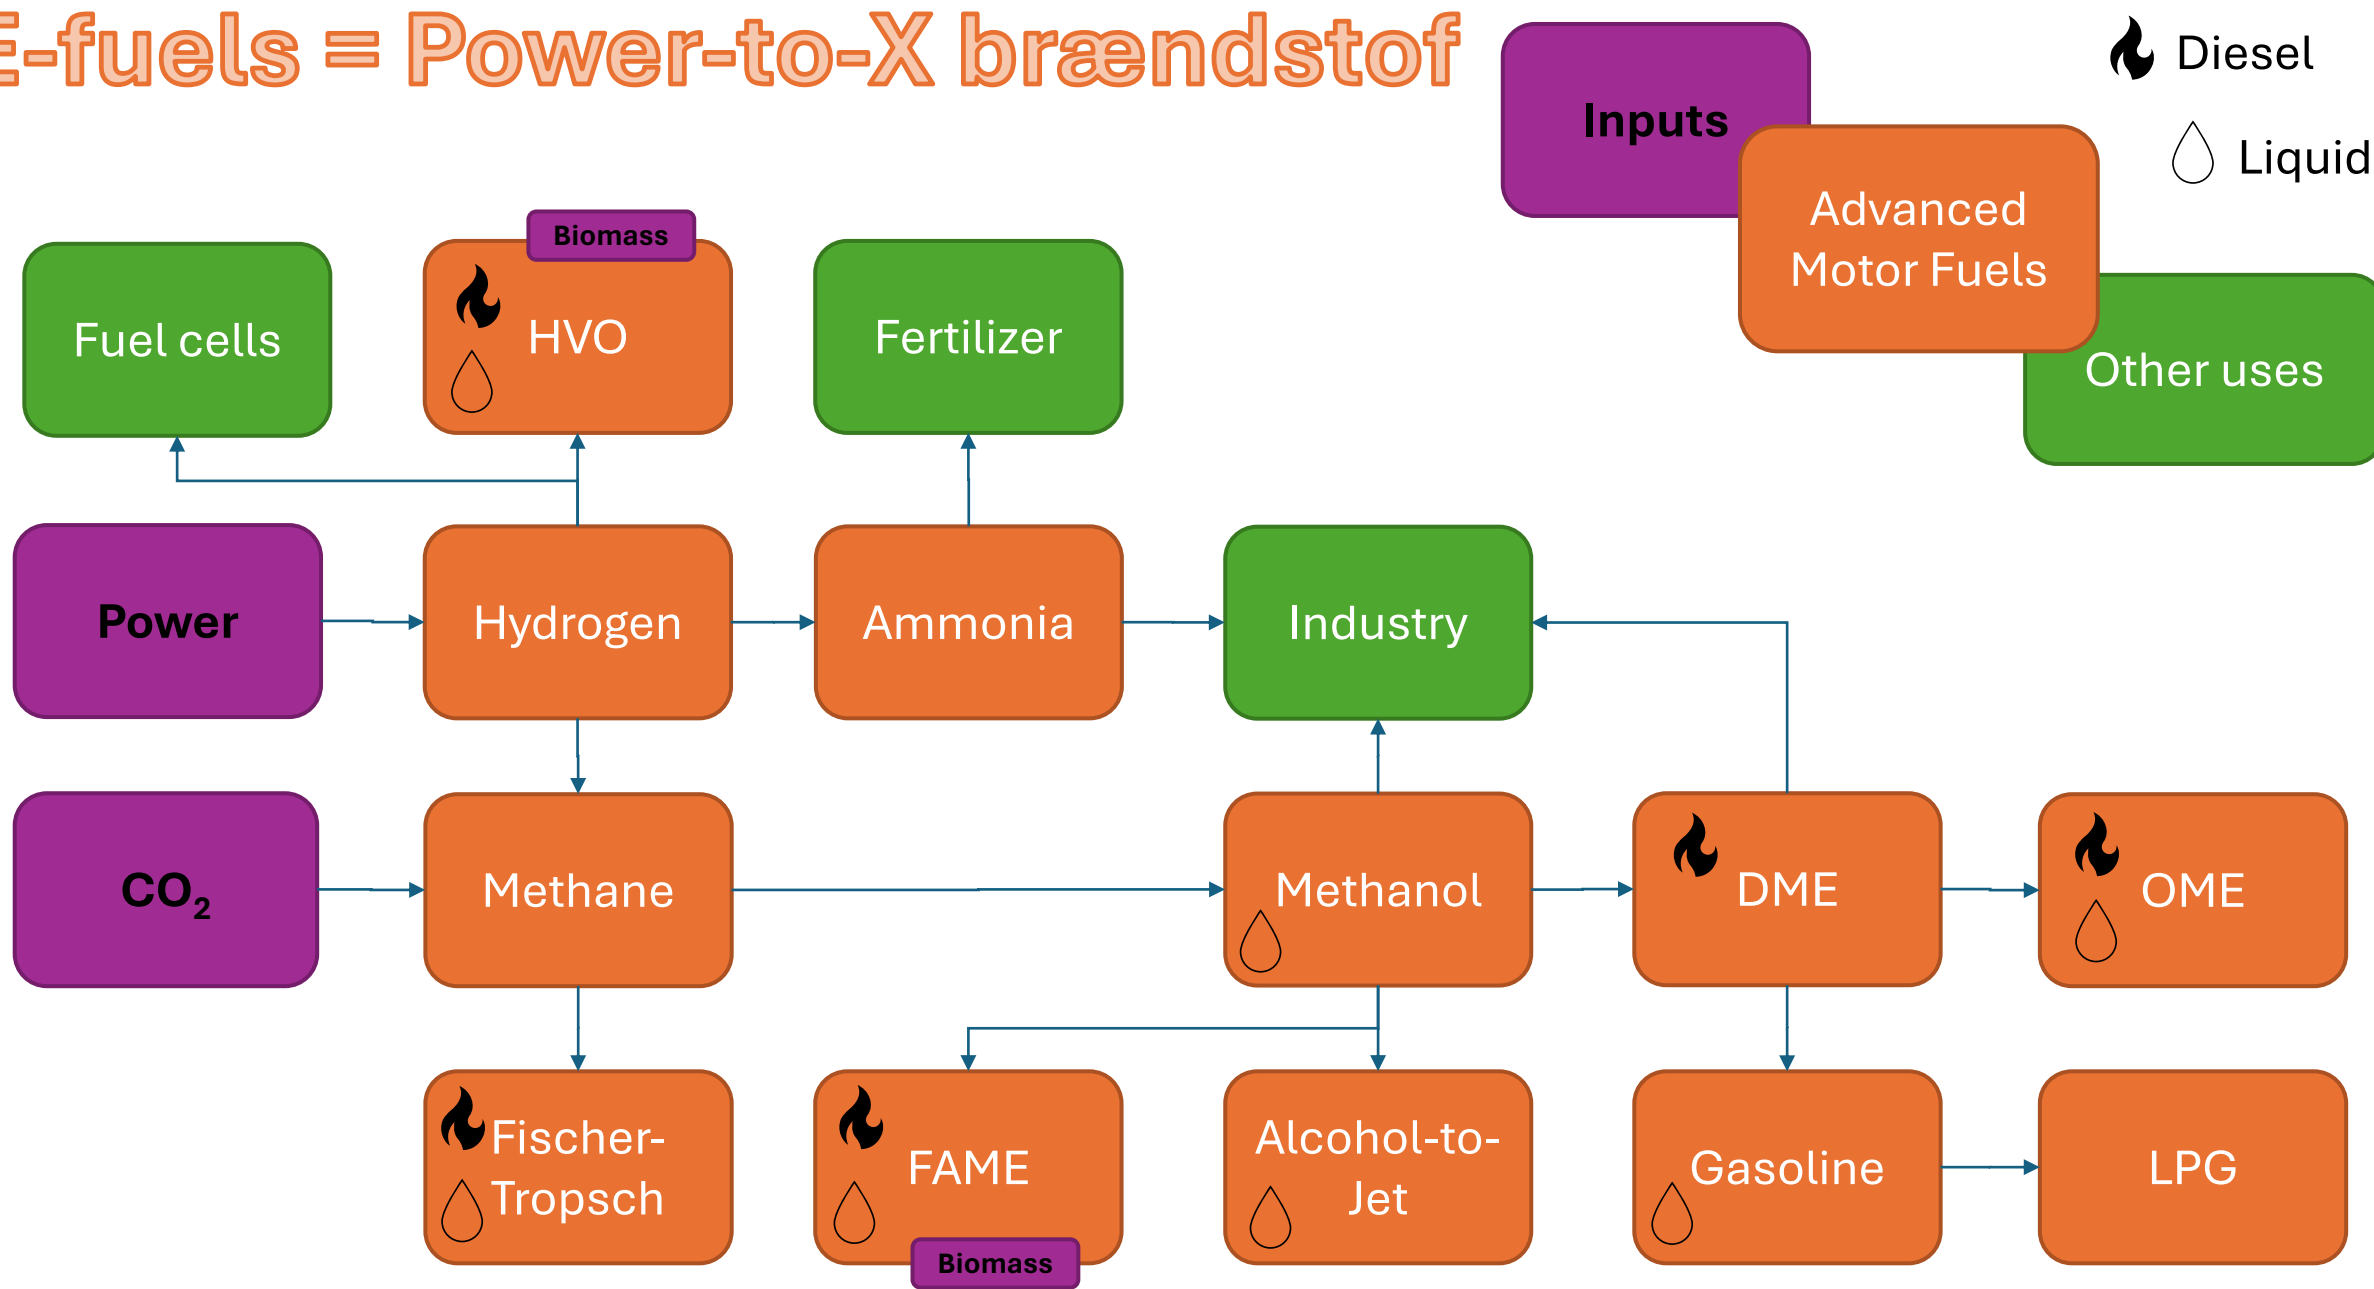 E-fuels = Power-to-X brændstof
Inputs
Diesel
Liquid
Advanced
Motor Fuels
Other uses
Biomass
Fuel cells
HVO
Fertilizer
Power
Hydrogen
Ammonia
Industry
CO₂
Methane
Methanol
DME
OME
Fischer-
Tropsch
FAME
Biomass
Alcohol-to-
Jet
Gasoline
LPG